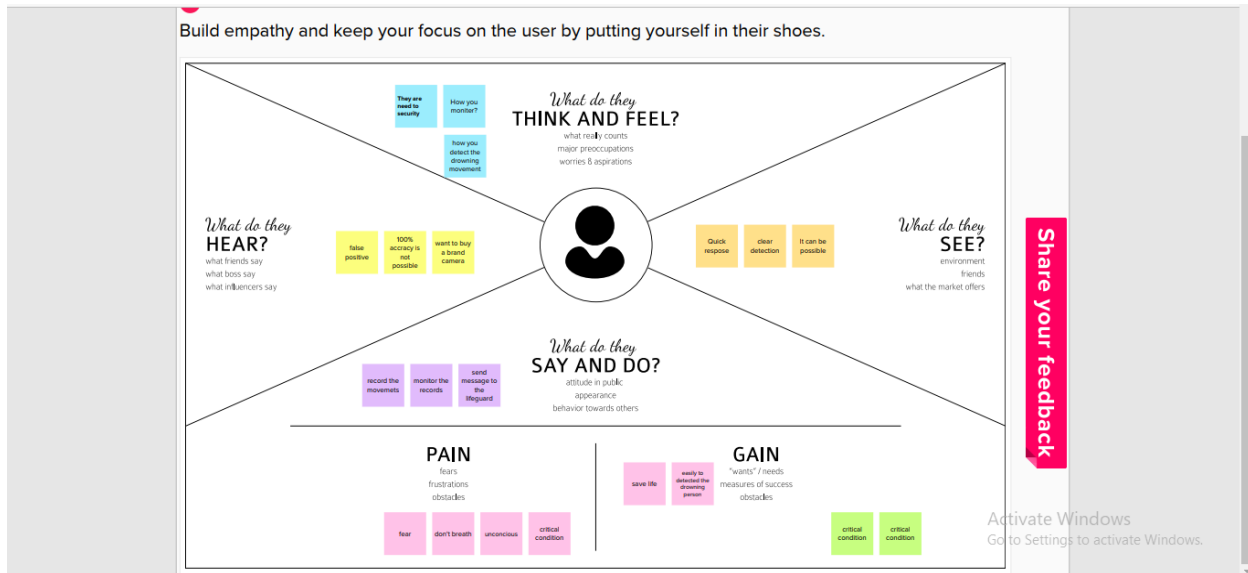 Build empathy and keep your focus on the user by putting yourself in their shoes.
They are
need to
security
How you
moniter?
how you
detect the
drowning
movement
What do they
THINK AND FEEL?
what really counts
major preoccupations
worries & aspirations
What do they
HEAR?
what friends say
what boss say
what influencers say
false
positive
100%
accracy is
not
possible
want to buy
a brand
camera
Quick
respose
clear
detection
It can be
possible
What do they
SEE?
environment
friends
what the market offers
What do they
SAY AND DO?
attitude in public
appearance
behavior towards others
record the
movemets
monitor the
records
send
message to
the
lifeguard
PAIN
fears
frustrations
obstacles
fear
don't breath
unconcious
critical
condition
GAIN
"wants" / needs
measures of success
obstacles
save life
easily to
detected the
drowning
person
critical
condition
critical
condition
Share your feedback
Activate Windows
Go to Settings to activate Windows.